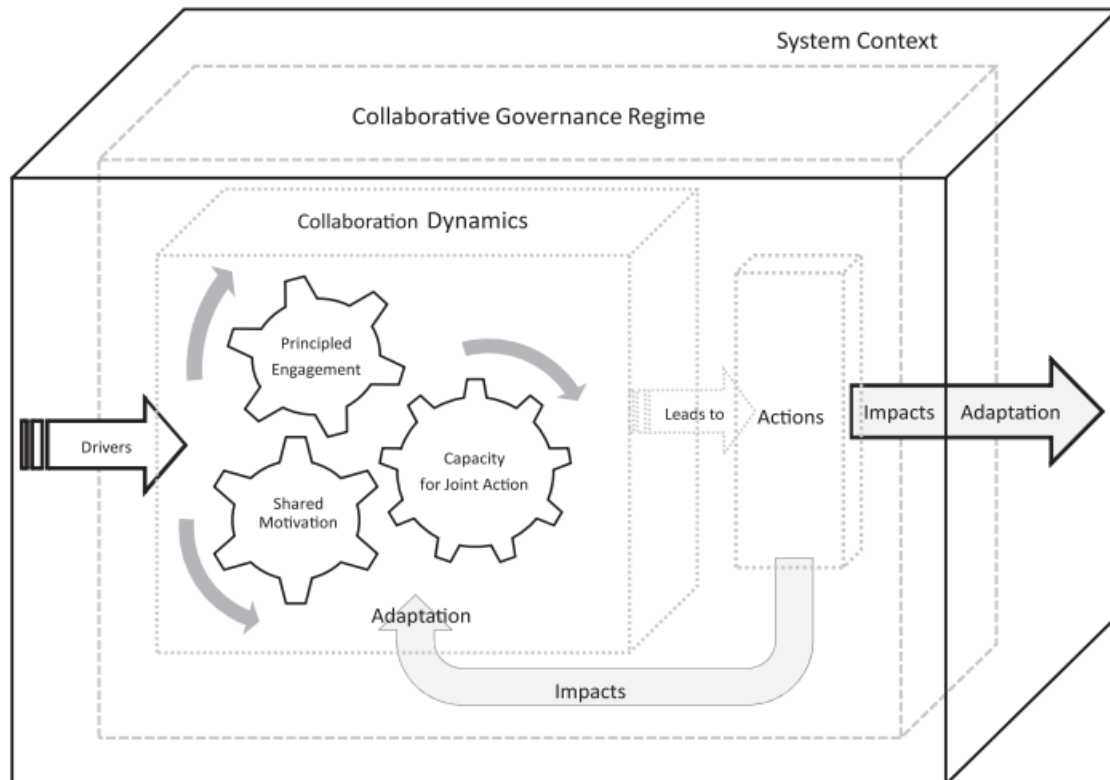 System Context
Collaborative Governance Regime
Collaboration Dynamics
Principled
Engagement
Capacity
for Joint Action
Shared
Motivation
Drivers
Leads to
Actions
Impacts
Adaptation
Adaptation
Impacts